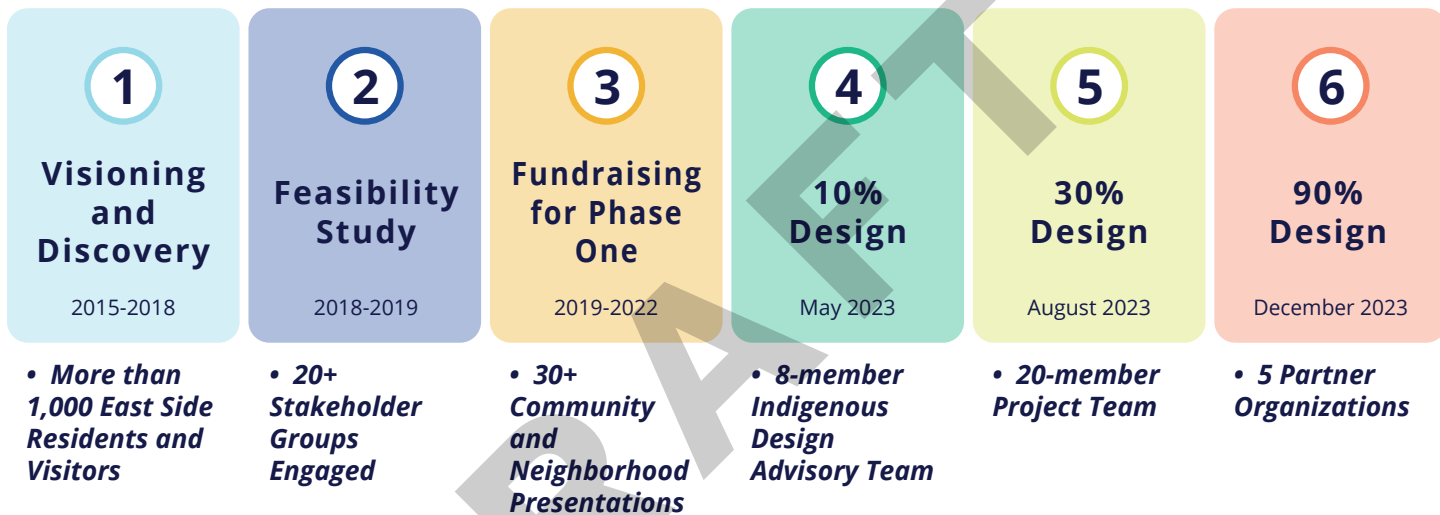 1
Visioning
and
Discovery
2015-2018
• More than
1,000 East Side
Residents and
Visitors
2
Feasibility
Study
2018-2019
• 20+
Stakeholder
Groups
Engaged
3
Fundraising
for Phase
One
2019-2022
• 30+
Community
and
Neighborhood
Presentations
4
10%
Design
May 2023
• 8-member
Indigenous
Design
Advisory Team
5
30%
Design
August 2023
• 20-member
Project Team
6
90%
Design
December 2023
• 5 Partner
Organizations
RAFT